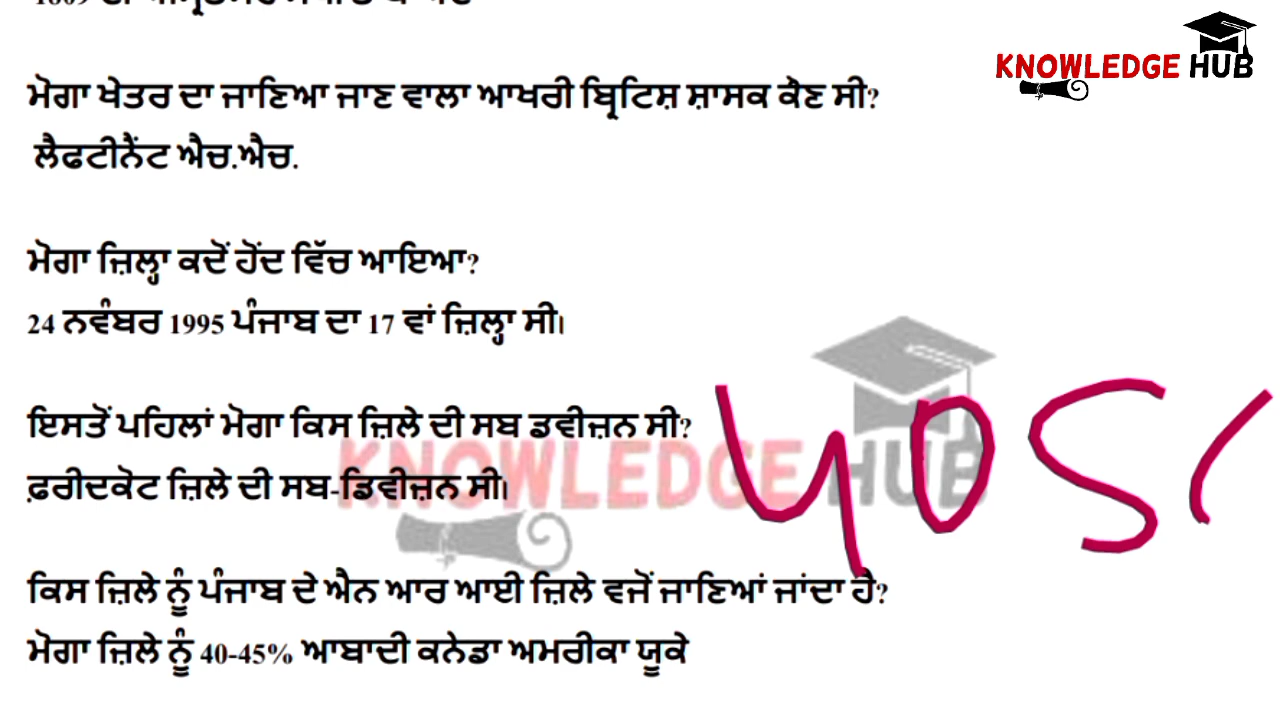 1809
KNOWLEDGE HUB
ਮੋਗਾ ਖੇਤਰ ਦਾ ਜਾਣਿਆ ਜਾਣ ਵਾਲਾ ਆਖਰੀ ਬ੍ਰਿਟਿਸ਼ ਸ਼ਾਸਕ ਕੌਣ ਸੀ?
ਲੈਫਟੀਨੈਂਟ ਐਚ.ਐਚ.
ਮੋਗਾ ਜ਼ਿਲ੍ਹਾ ਕਦੋਂ ਹੋਂਦ ਵਿੱਚ ਆਇਆ?
24 ਨਵੰਬਰ 1995 ਪੰਜਾਬ ਦਾ 17 ਵਾਂ ਜ਼ਿਲ੍ਹਾ ਸੀ।
ਇਸਤੋਂ ਪਹਿਲਾਂ ਮੋਗਾ ਕਿਸ ਜ਼ਿਲੇ ਦੀ ਸਬ ਡਵੀਜ਼ਨ ਸੀ?
KNOWLEDGE HUB
ਫ਼ਰੀਦਕੋਟ ਜ਼ਿਲੇ ਦੀ ਸਬ-ਡਿਵੀਜ਼ਨ ਸੀ।
ਕਿਸ ਜ਼ਿਲੇ ਨੂੰ ਪੰਜਾਬ ਦੇ ਐਨ ਆਰ ਆਈ ਜ਼ਿਲੇ ਵਜੋਂ ਜਾਣਿਆਂ ਜਾਂਦਾ ਹੈ?
ਮੋਗਾ ਜ਼ਿਲੇ ਨੂੰ 40-45% ਆਬਾਦੀ ਕਨੇਡਾ ਅਮਰੀਕਾ ਯੂਕੇ